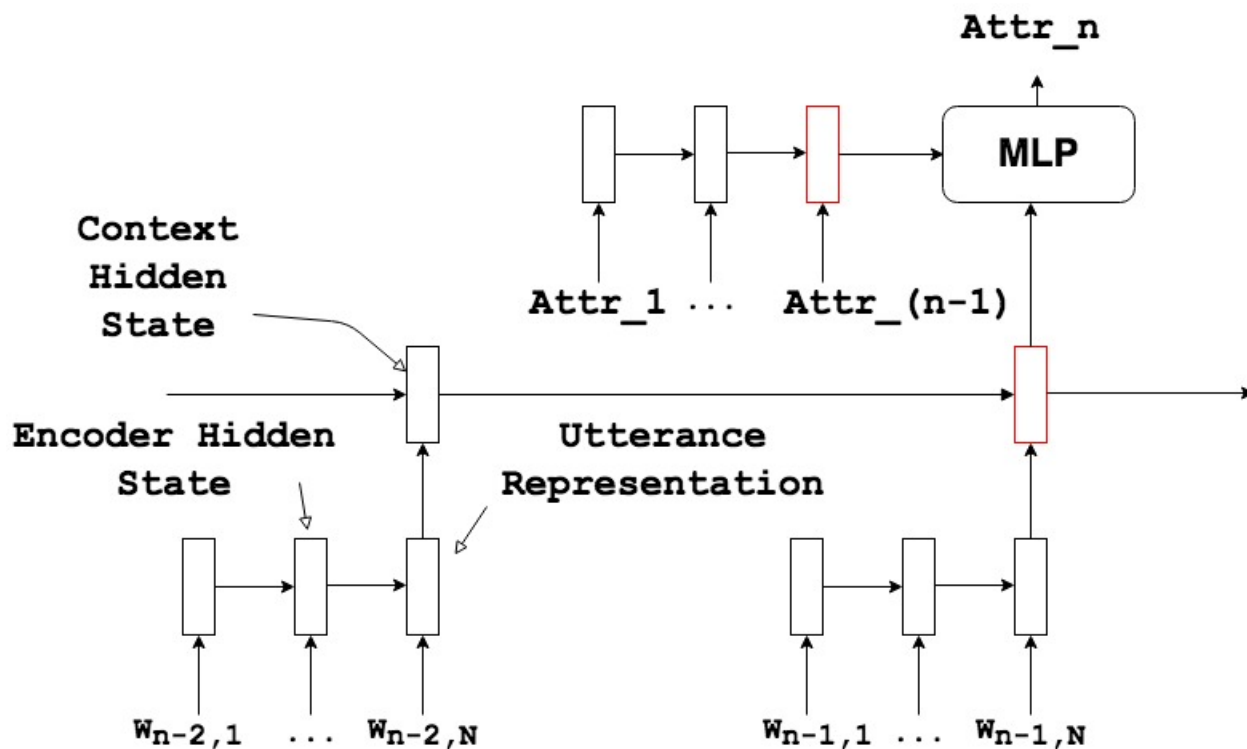 Attr_n
MLP
Context
Hidden
State
Attr_1 ... Attr_(n-1)
Encoder Hidden
State
Utterance
Representation
Wn-2,1 ... Wn-2,N
Wn-1,1 ... Wn-1,N